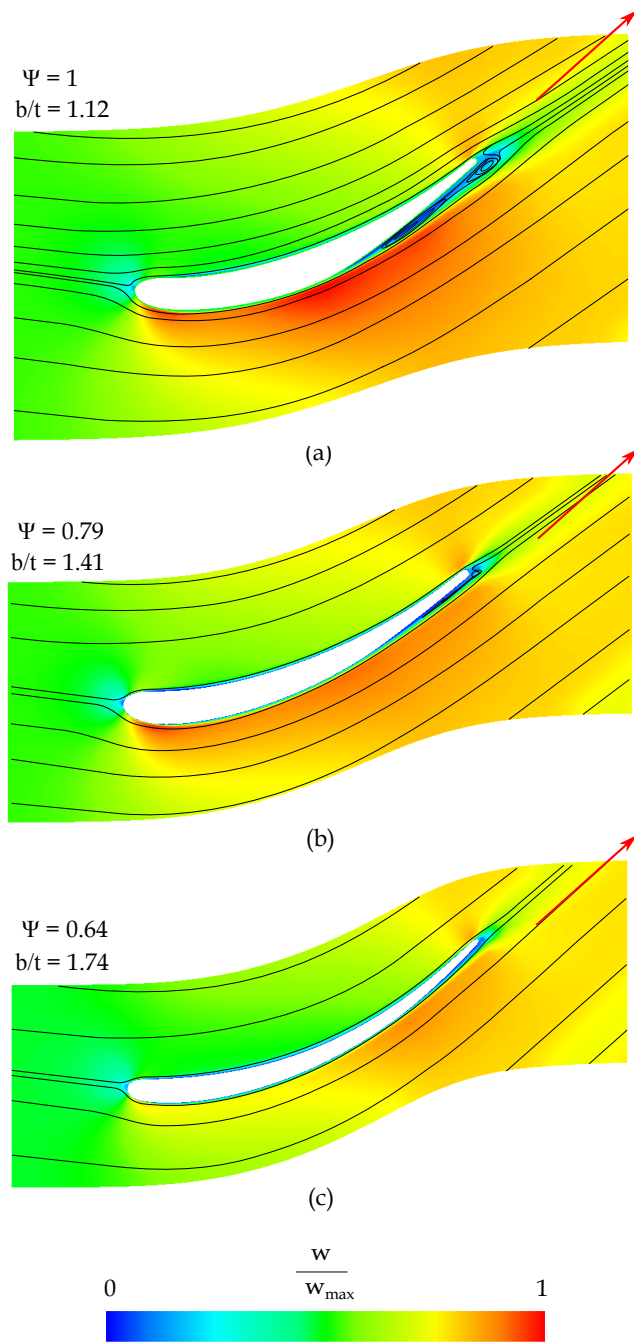 Ψ = 1
b/t = 1.12
(a)
Ψ = 0.79
b/t = 1.41
(b)
Ψ = 0.64
b/t = 1.74
(c)
0
w
w_max
1